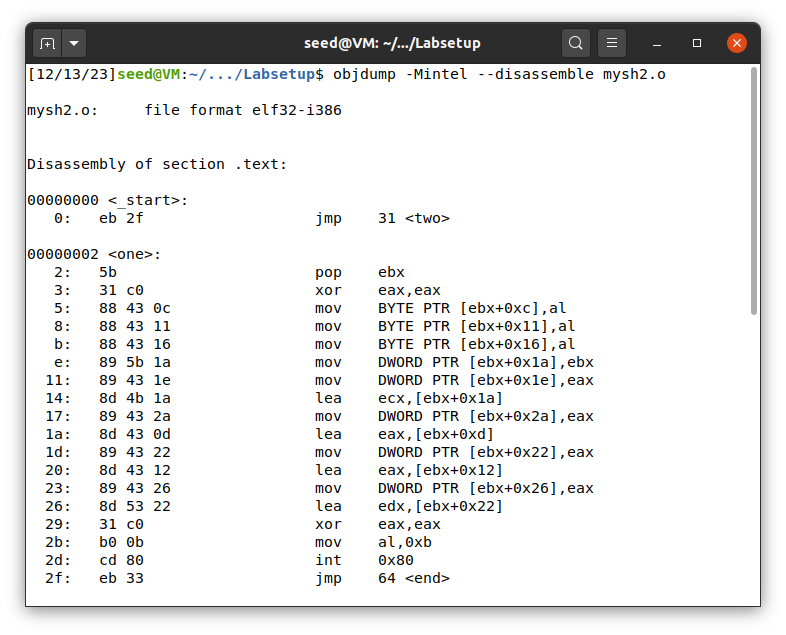 seed@VM: ~/.../Labsetup
[12/13/23]seed@VM:~/.../Labsetup$ objdump -Mintel --disassemble mysh2.o
mysh2.o:     file format elf32-i386
Disassembly of section .text:
00000000 <_start>:
   0:   eb 2f                   jmp    31 <two>
00000002 <one>:
   2:   5b                      pop    ebx
   3:   31 c0                   xor    eax,eax
   5:   88 43 0c                mov    BYTE PTR [ebx+0xc],al
   8:   88 43 11                mov    BYTE PTR [ebx+0x11],al
   b:   88 43 16                mov    BYTE PTR [ebx+0x16],al
   e:   89 5b 1a                mov    DWORD PTR [ebx+0x1a],ebx
  11:   89 43 1e                mov    DWORD PTR [ebx+0x1e],eax
  14:   8d 4b 1a                lea    ecx,[ebx+0x1a]
  17:   89 43 2a                mov    DWORD PTR [ebx+0x2a],eax
  1a:   8d 43 0d                lea    eax,[ebx+0xd]
  1d:   89 43 22                mov    DWORD PTR [ebx+0x22],eax
  20:   8d 43 12                lea    eax,[ebx+0x12]
  23:   89 43 26                mov    DWORD PTR [ebx+0x26],eax
  26:   8d 53 22                lea    edx,[ebx+0x22]
  29:   31 c0                   xor    eax,eax
  2b:   b0 0b                   mov    al,0xb
  2d:   cd 80                   int    0x80
  2f:   eb 33                   jmp    64 <end>